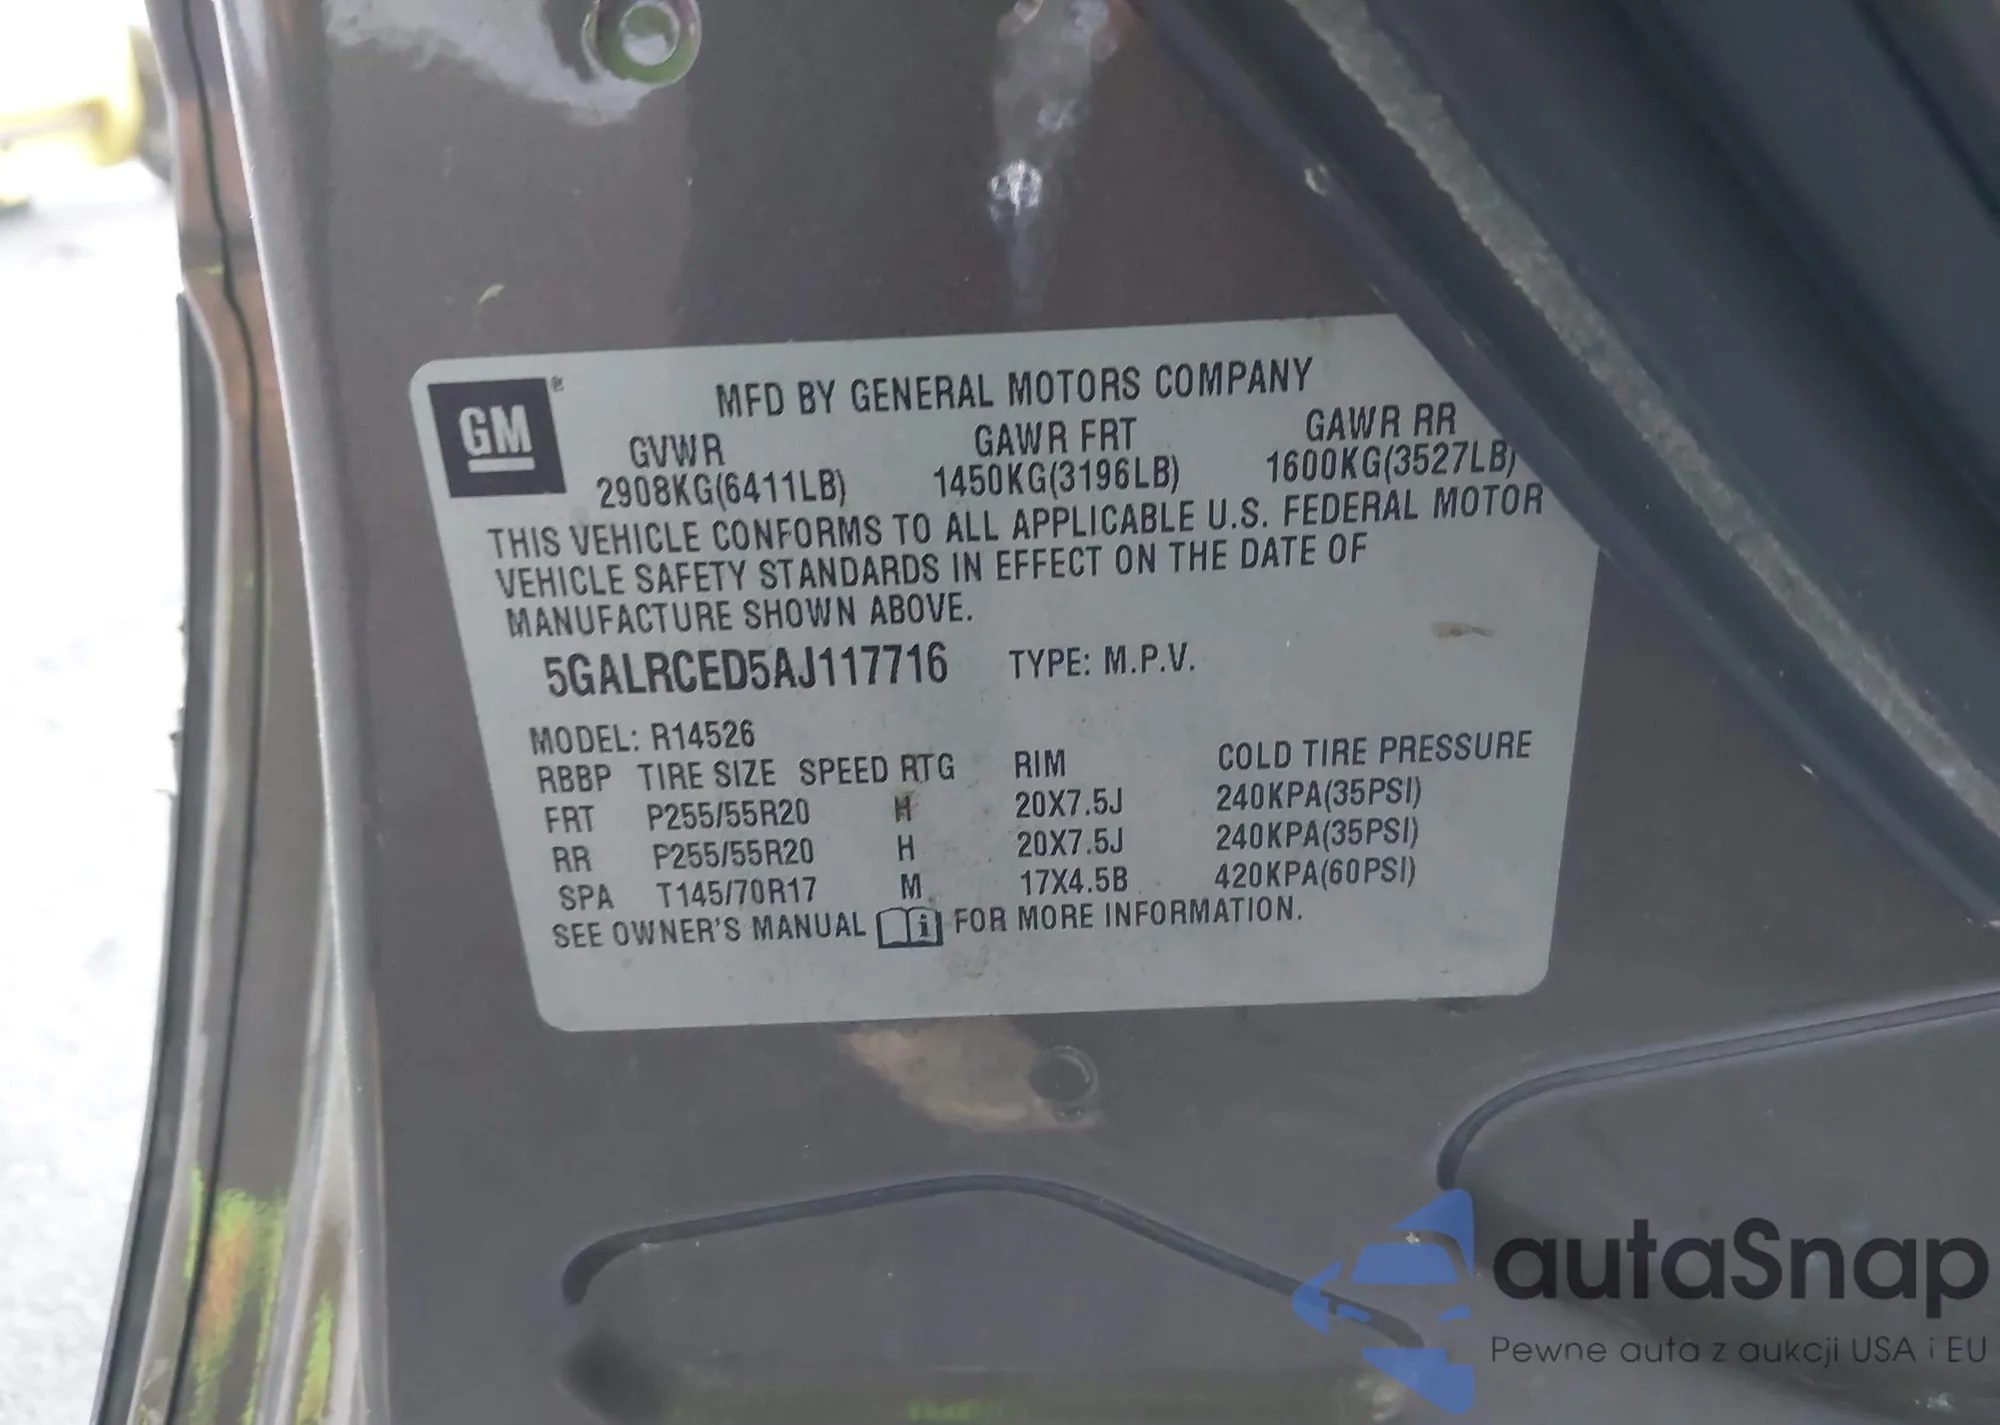 GM®
MFD BY GENERAL MOTORS COMPANY
GVWR GAWR FRT GAWR RR
2908KG(6411LB) 1450KG(3196LB) 1600KG(3527LB)
THIS VEHICLE CONFORMS TO ALL APPLICABLE U.S. FEDERAL MOTOR
VEHICLE SAFETY STANDARDS IN EFFECT ON THE DATE OF
MANUFACTURE SHOWN ABOVE.
5GALRCED5AJ117716 TYPE: M.P.V.
MODEL: R14526
RBBP TIRE SIZE SPEED RTG RIM COLD TIRE PRESSURE
FRT P255/55R20 H 20X7.5J 240KPA(35PSI)
RR P255/55R20 H 20X7.5J 240KPA(35PSI)
SPA T145/70R17 M 17X4.5B 420KPA(60PSI)
SEE OWNER'S MANUAL i FOR MORE INFORMATION.
autaSnap
Pewne auta z aukcji USA i EU